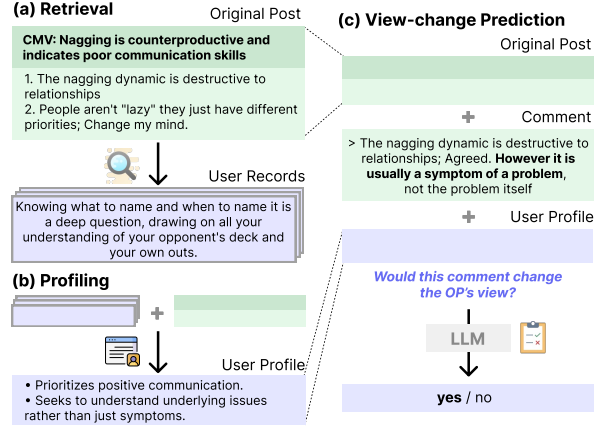 (a) Retrieval
Original Post
CMV: Nagging is counterproductive and
indicates poor communication skills
1. The nagging dynamic is destructive to
relationships
2. People aren't "lazy" they just have different
priorities; Change my mind.
User Records
Knowing what to name and when to name it is
a deep question, drawing on all your
understanding of your opponent's deck and
your own outs.
(b) Profiling
+
User Profile
• Prioritizes positive communication.
• Seeks to understand underlying issues
rather than just symptoms.
(c) View-change Prediction
Original Post
+
Comment
> The nagging dynamic is destructive to
relationships; Agreed. However it is
usually a symptom of a problem,
not the problem itself
+
User Profile
Would this comment change
the OP's view?
LLM
yes / no